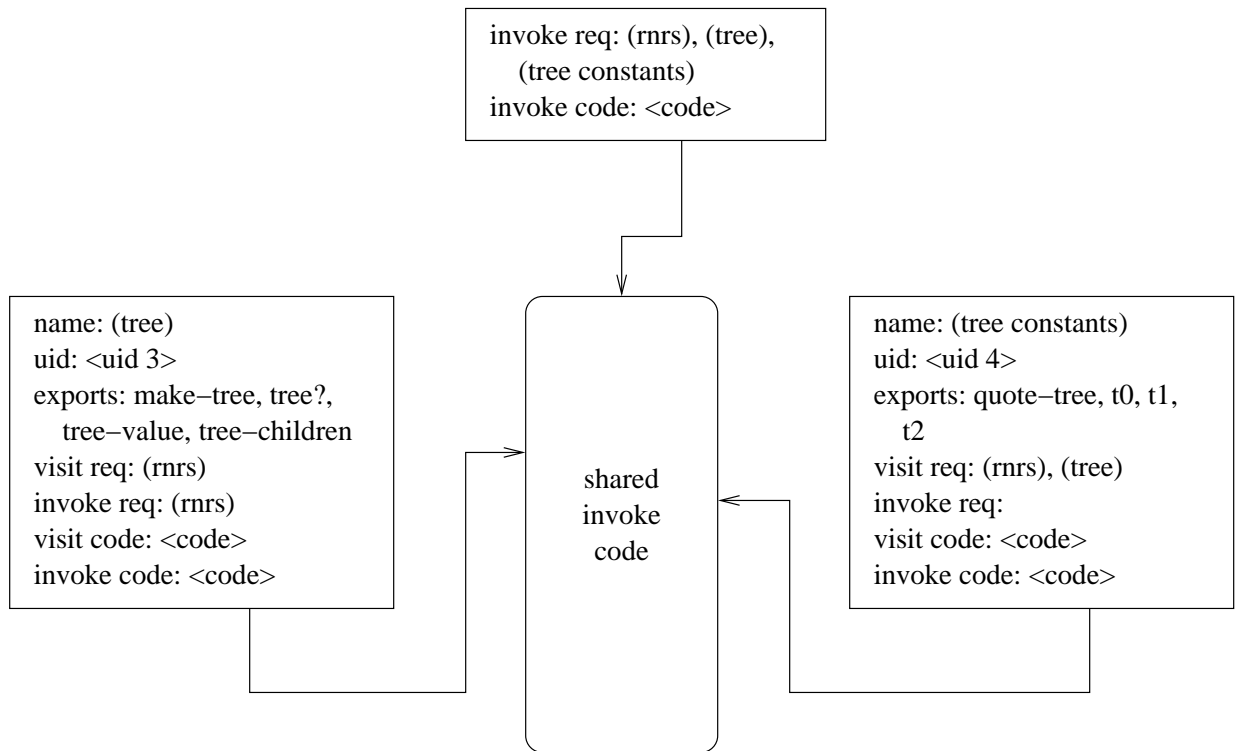 invoke req: (rnrs), (tree),
(tree constants)
invoke code: <code>
name: (tree)
uid: <uid 3>
exports: make−tree, tree?,
tree−value, tree−children
visit req: (rnrs)
invoke req: (rnrs)
visit code: <code>
invoke code: <code>
shared
invoke
code
name: (tree constants)
uid: <uid 4>
exports: quote−tree, t0, t1,
t2
visit req: (rnrs), (tree)
invoke req:
visit code: <code>
invoke code: <code>